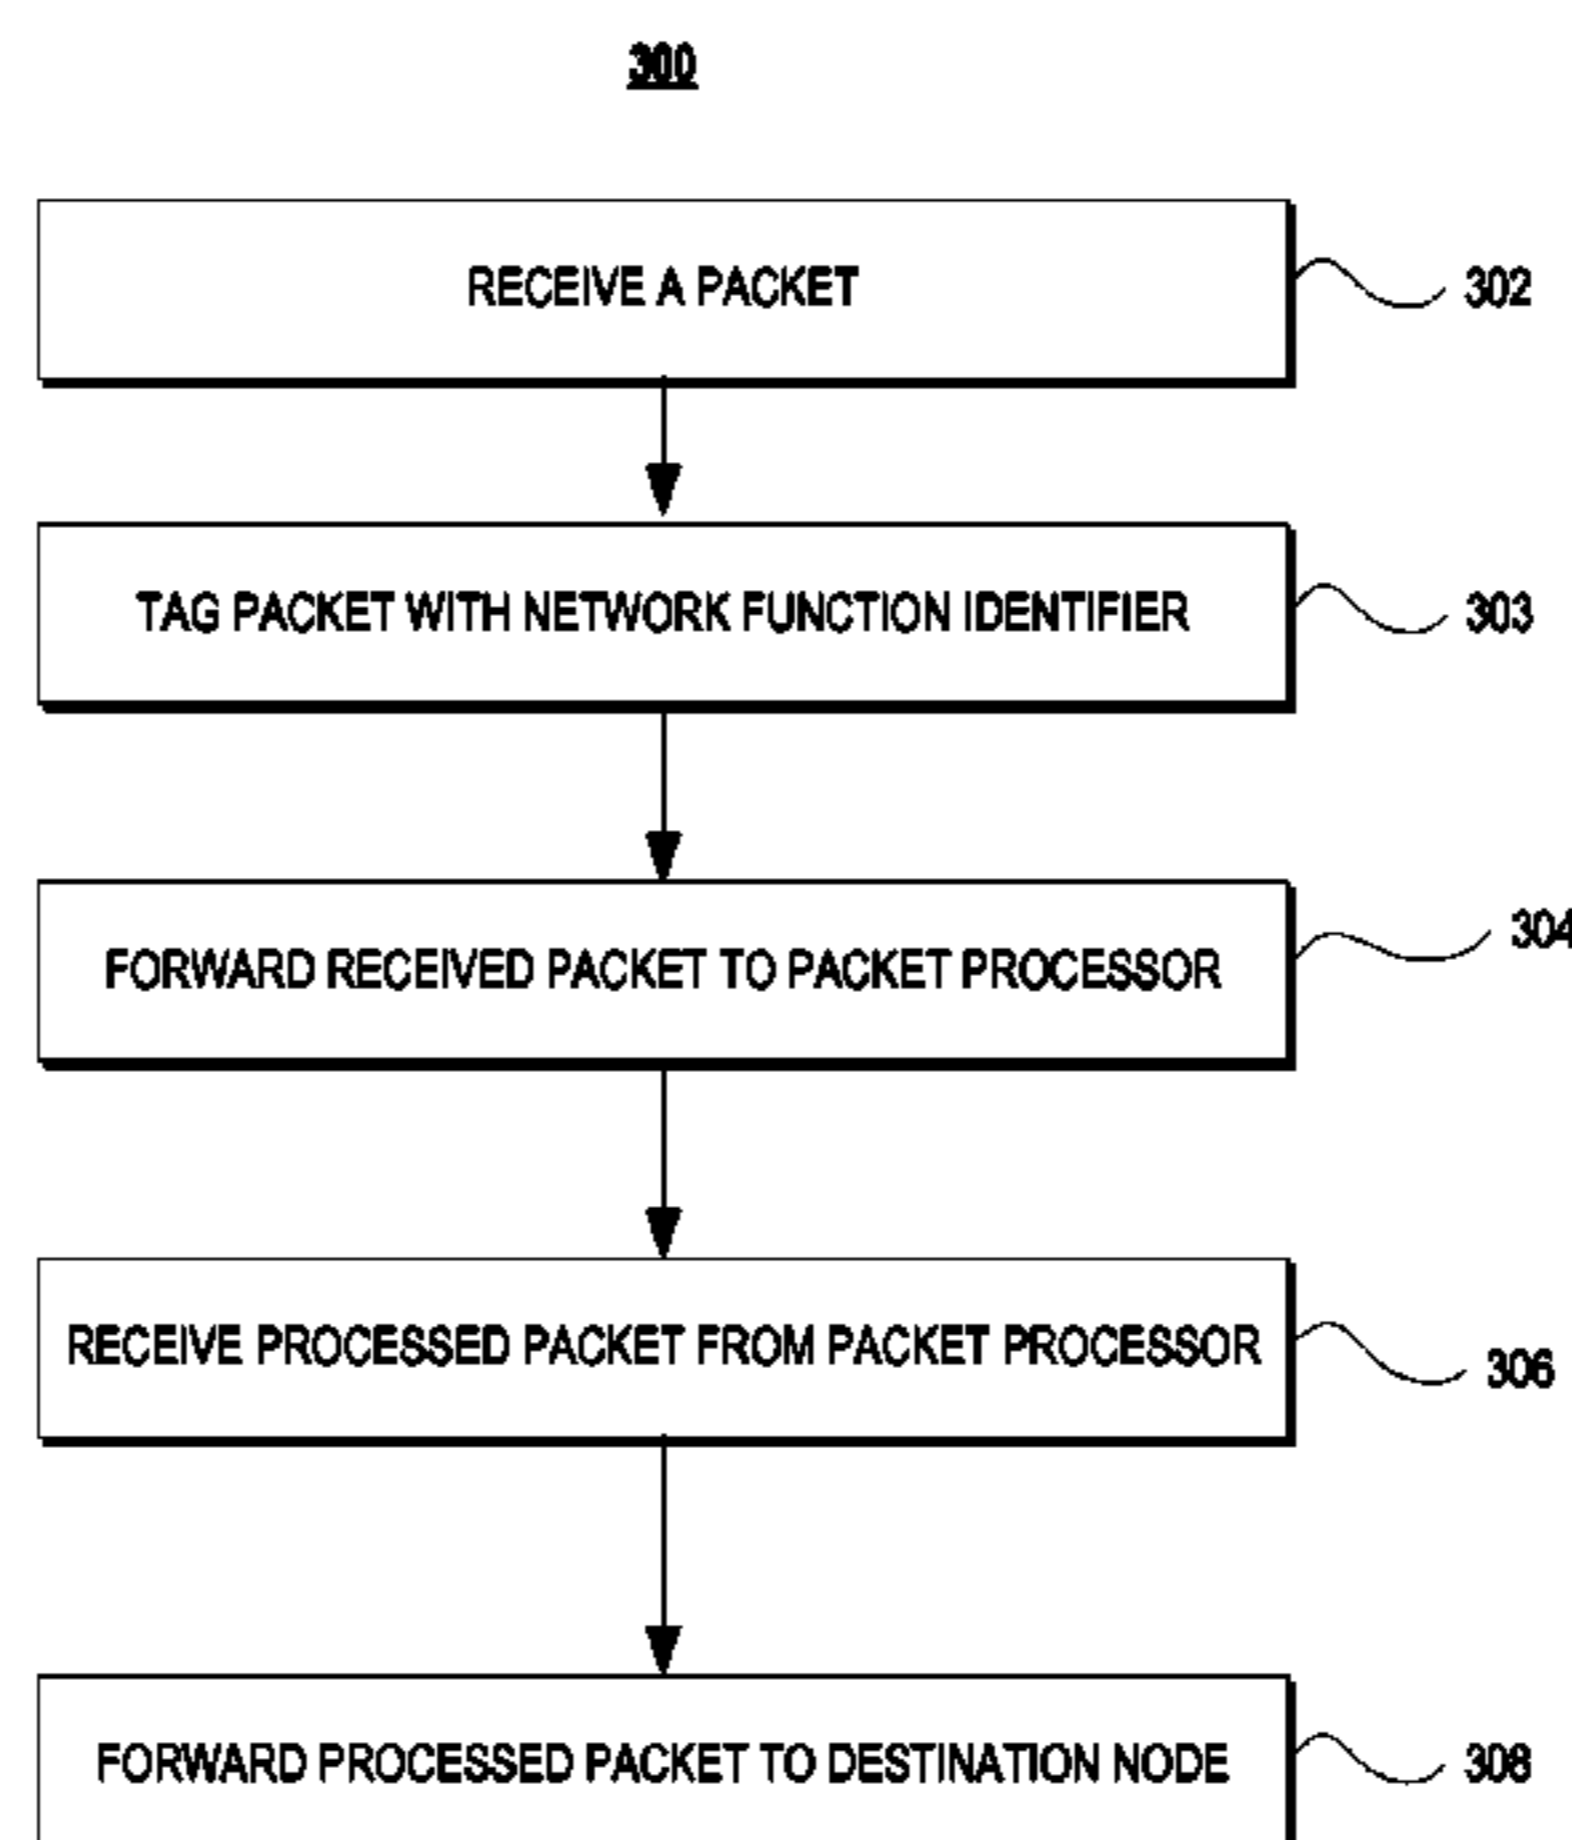 300
RECEIVE A PACKET
302
TAG PACKET WITH NETWORK FUNCTION IDENTIFIER
303
FORWARD RECEIVED PACKET TO PACKET PROCESSOR
304
RECEIVE PROCESSED PACKET FROM PACKET PROCESSOR
306
FORWARD PROCESSED PACKET TO DESTINATION NODE
308